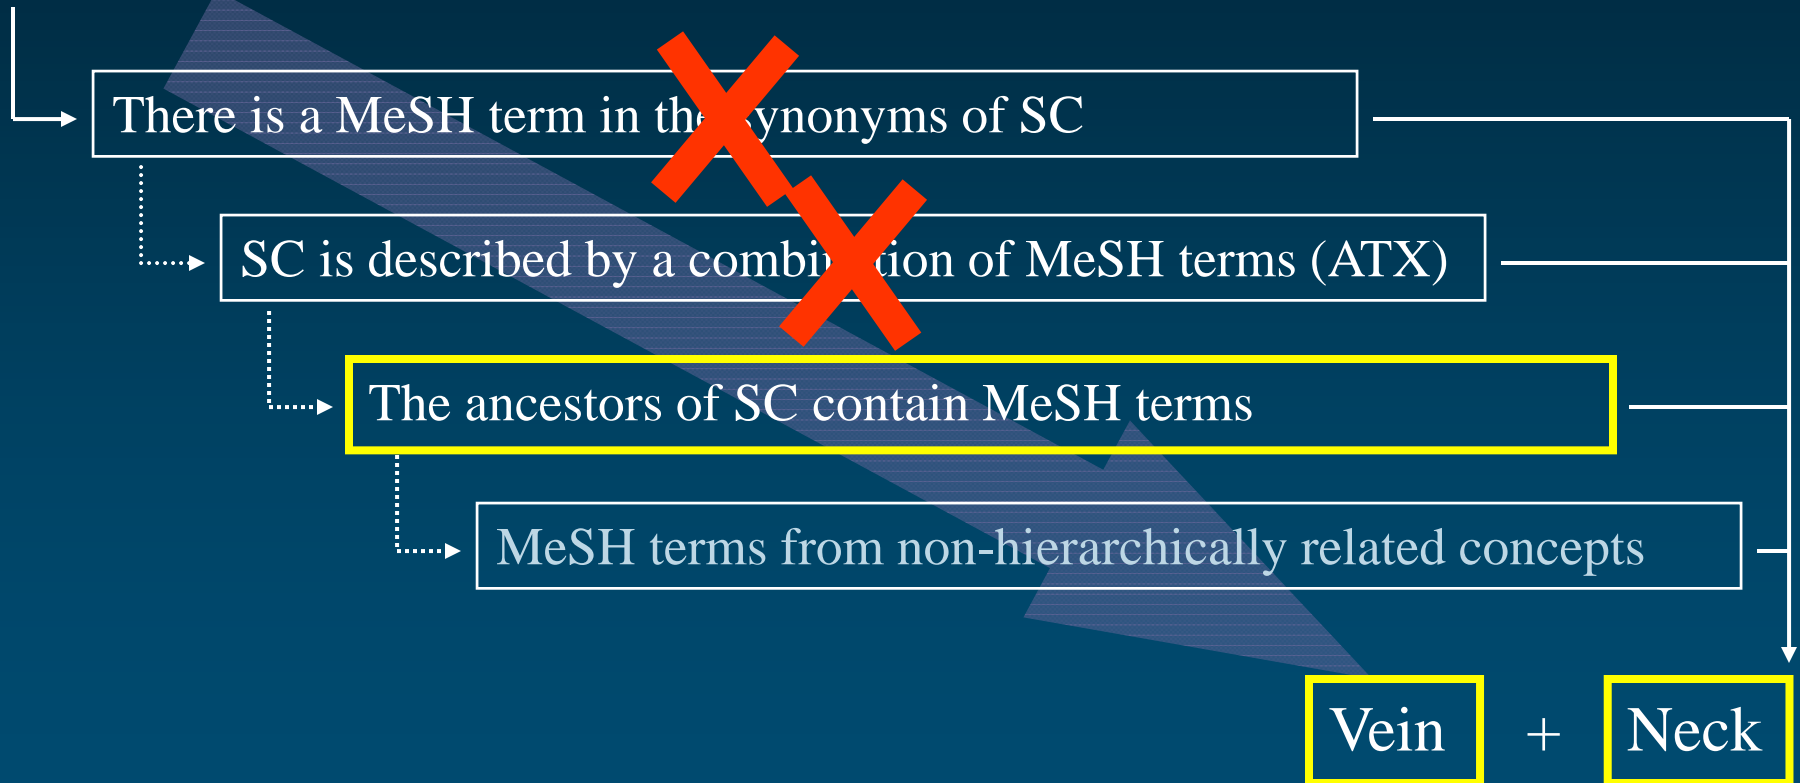 There is a MeSH term in the synonyms of SC
SC is described by a combination of MeSH terms (ATX)
The ancestors of SC contain MeSH terms
MeSH terms from non-hierarchically related concepts
Vein + Neck